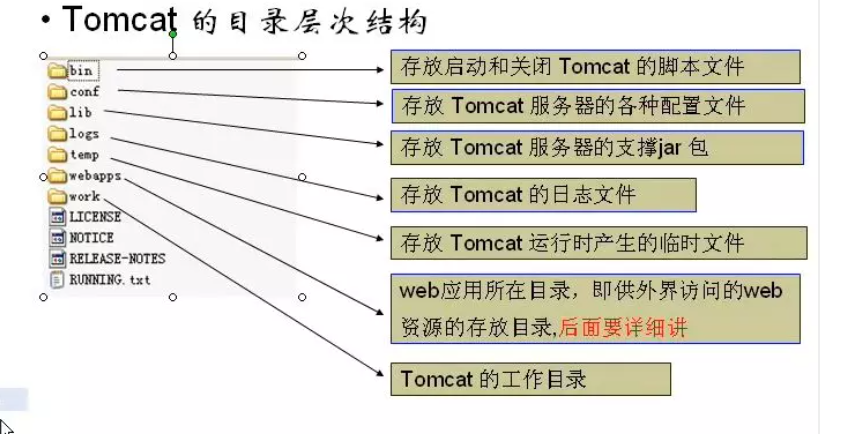 • Tomcat 的目录层次结构
bin
存放启动和关闭 Tomcat 的脚本文件
conf
存放 Tomcat 服务器的各种配置文件
lib
存放 Tomcat 服务器的支撑jar 包
logs
存放 Tomcat 的日志文件
temp
存放 Tomcat 运行时产生的临时文件
webapps
web应用所在目录，即供外界访问的web
资源的存放目录,后面要详细讲
work
Tomcat 的工作目录
LICENSE
NOTICE
RELEASE-NOTES
RUNNING.txt